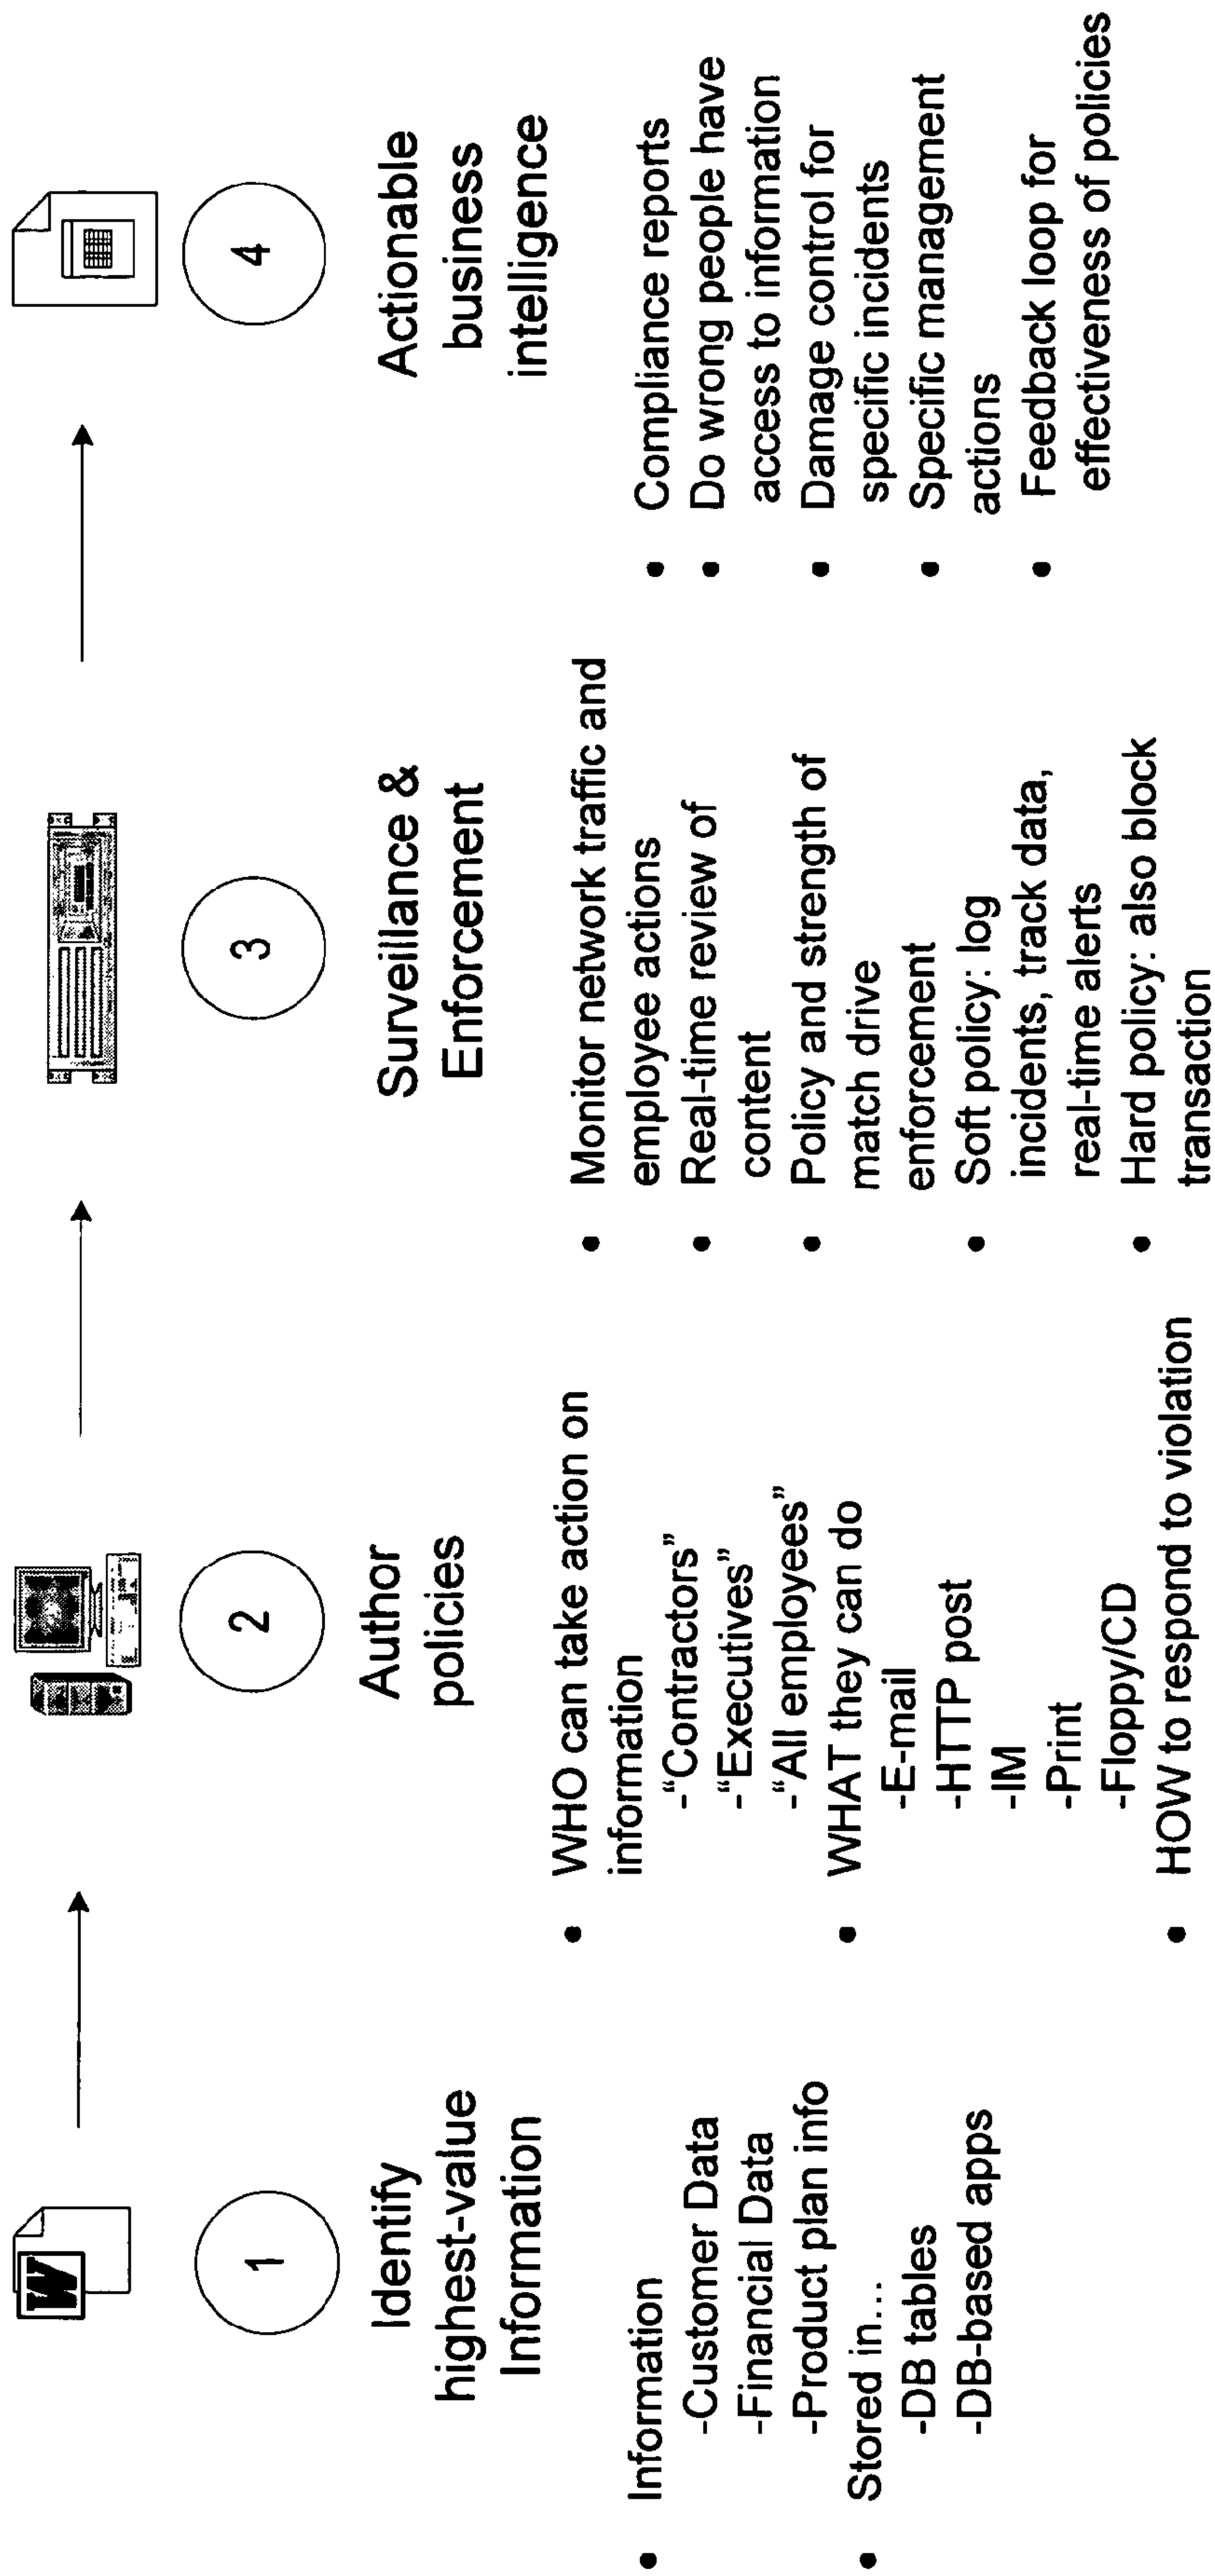 W
1
Identify
highest-value
Information
• Information
-Customer Data
-Financial Data
-Product plan info
• Stored in...
-DB tables
-DB-based apps
2
Author
policies
• WHO can take action on
information
-“Contractors”
-“Executives”
-“All employees”
• WHAT they can do
-E-mail
-HTTP post
-IM
-Print
-Floppy/CD
• HOW to respond to violation
3
Surveillance &
Enforcement
• Monitor network traffic and
employee actions
• Real-time review of
content
• Policy and strength of
match drive
enforcement
• Soft policy: log
incidents, track data,
real-time alerts
• Hard policy: also block
transaction
4
Actionable
business
intelligence
• Compliance reports
• Do wrong people have
access to information
• Damage control for
specific incidents
• Specific management
actions
• Feedback loop for
effectiveness of policies